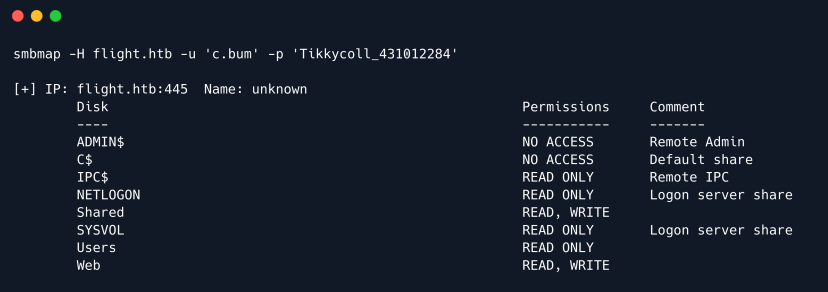 smbmap -H flight.htb -u 'c.bum' -p 'Tikkycoll_431012284'
[+] IP: flight.htb:445  Name: unknown
Disk Permissions Comment
---- ----------- -------
ADMIN$ NO ACCESS Remote Admin
C$ NO ACCESS Default share
IPC$ READ ONLY Remote IPC
NETLOGON READ ONLY Logon server share
Shared READ, WRITE
SYSVOL READ ONLY Logon server share
Users READ ONLY
Web READ, WRITE